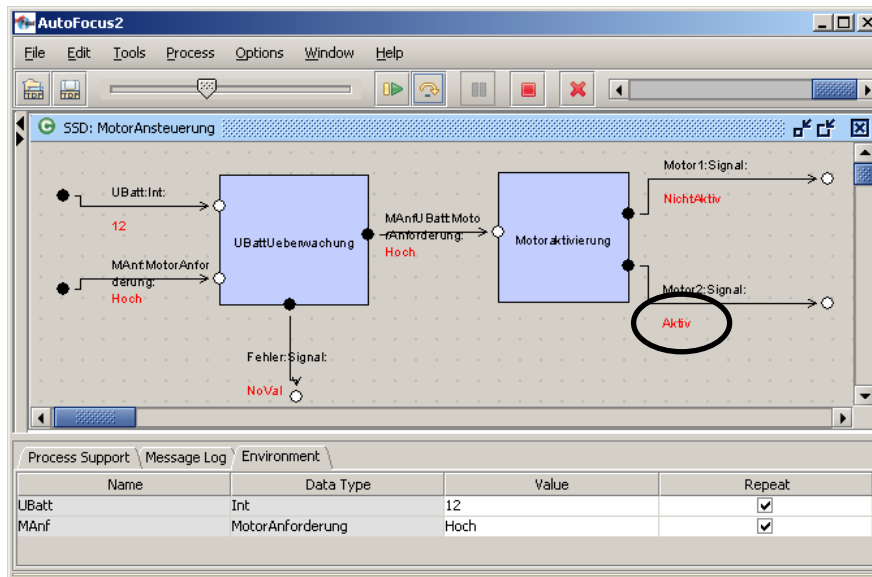 AutoFocus2
File Edit Tools Process Options Window Help
TDF TDF
SSD: MotorAnsteuerung
UBatt:Int:
12
MAnf:MotorAnfor
derung:
Hoch
UBattUeberwachung
Fehler:Signal:
NoVal
MAnfUBatt:Moto
rAnforderung:
Hoch
Motoraktivierung
Motor1:Signal:
NichtAktiv
Motor2:Signal:
Aktiv
Process Support Message Log Environment
Name Data Type Value Repeat
UBatt Int 12
MAnf MotorAnforderung Hoch